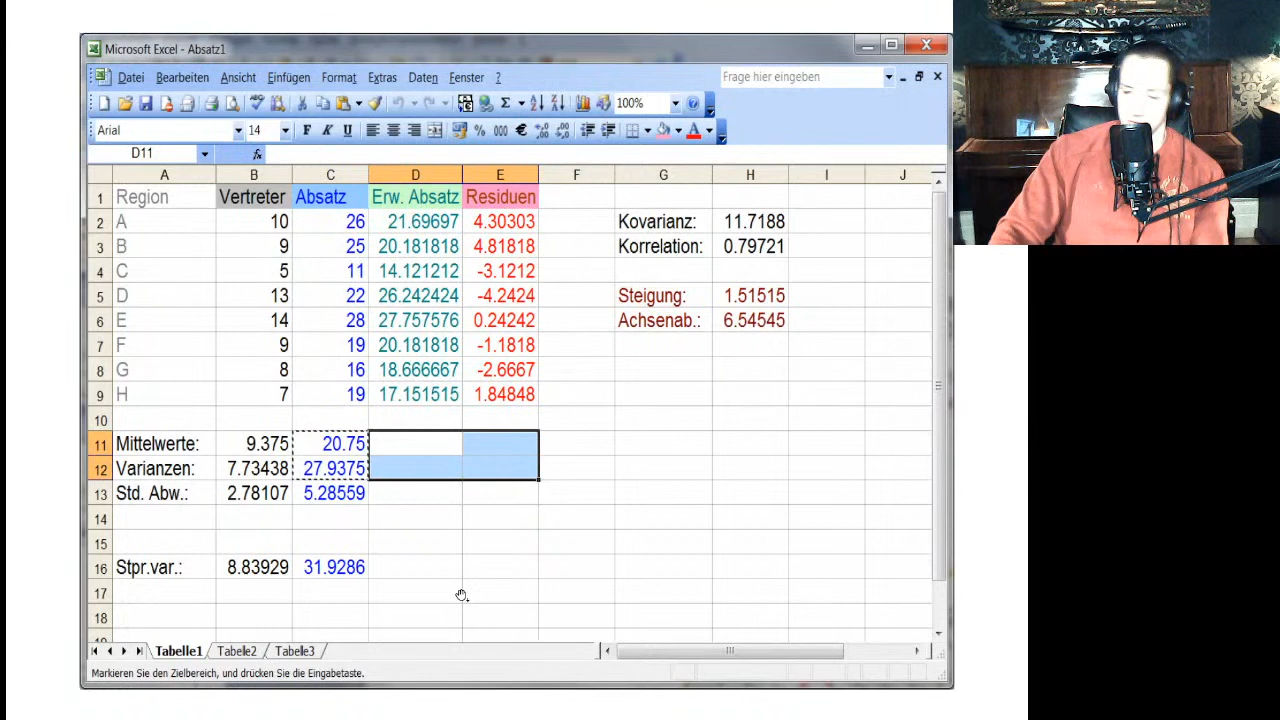 Microsoft Excel - Absatz1
Datei Bearbeiten Ansicht Einfügen Format Extras Daten Fenster ? Frage hier eingeben
100%
Arial 14 F K U % 000 €
D11 fx
A B C D E F G H I J
1 Region Vertreter Absatz Erw. Absatz Residuen
2 A 10 26 21.69697 4.30303 Kovarianz: 11.7188
3 B 9 25 20.181818 4.81818 Korrelation: 0.79721
4 C 5 11 14.121212 -3.1212
5 D 13 22 26.242424 -4.2424 Steigung: 1.51515
6 E 14 28 27.757576 0.24242 Achsenab.: 6.54545
7 F 9 19 20.181818 -1.1818
8 G 8 16 18.666667 -2.6667
9 H 7 19 17.151515 1.84848
10
11 Mittelwerte: 9.375 20.75
12 Varianzen: 7.73438 27.9375
13 Std. Abw.: 2.78107 5.28559
14
15
16 Stpr.var.: 8.83929 31.9286
17
18
Tabelle1 Tabele2 Tabele3
Markieren Sie den Zielbereich, und drücken Sie die Eingabetaste.